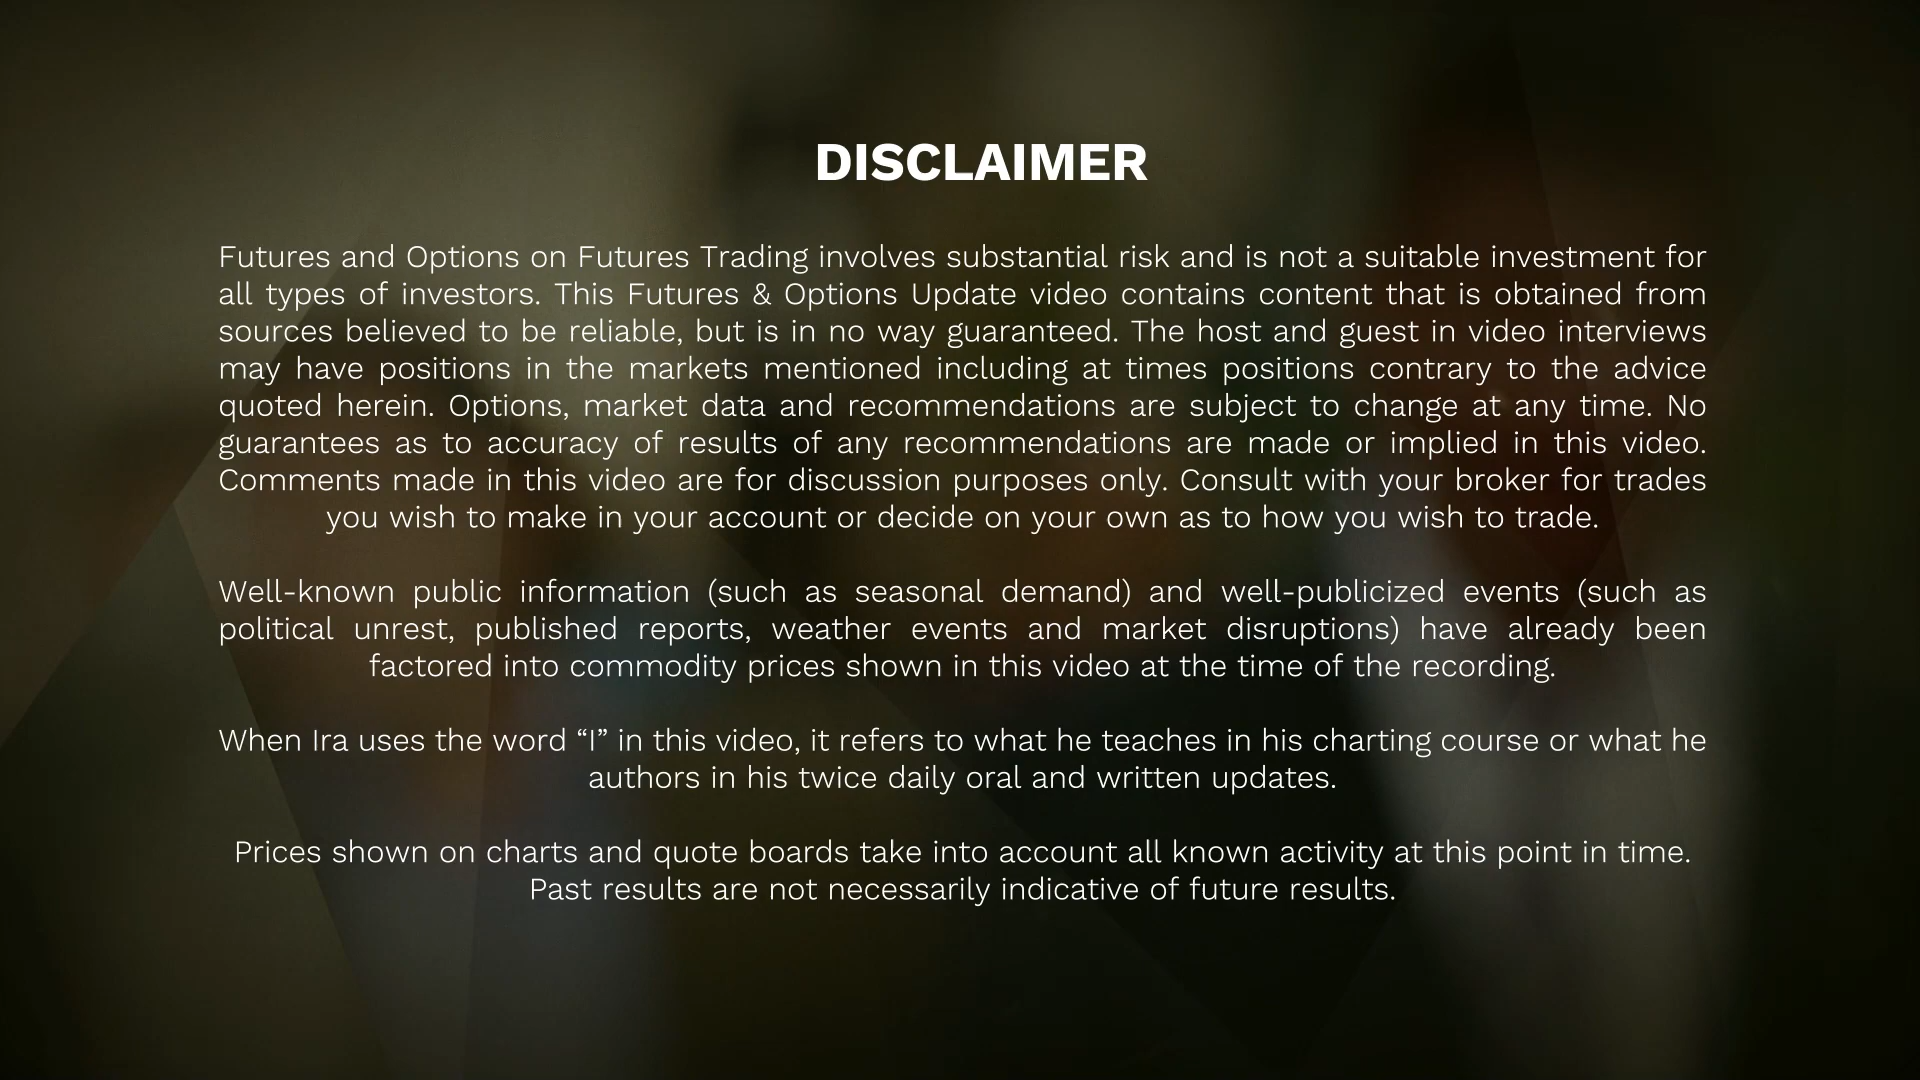 DISCLAIMER
Futures and Options on Futures Trading involves substantial risk and is not a suitable investment for
all types of investors. This Futures & Options Update video contains content that is obtained from
sources believed to be reliable, but is in no way guaranteed. The host and guest in video interviews
may have positions in the markets mentioned including at times positions contrary to the advice
quoted herein. Options, market data and recommendations are subject to change at any time. No
guarantees as to accuracy of results of any recommendations are made or implied in this video.
Comments made in this video are for discussion purposes only. Consult with your broker for trades
you wish to make in your account or decide on your own as to how you wish to trade.
Well-known public information (such as seasonal demand) and well-publicized events (such as
political unrest, published reports, weather events and market disruptions) have already been
factored into commodity prices shown in this video at the time of the recording.
When Ira uses the word “I” in this video, it refers to what he teaches in his charting course or what he
authors in his twice daily oral and written updates.
Prices shown on charts and quote boards take into account all known activity at this point in time.
Past results are not necessarily indicative of future results.